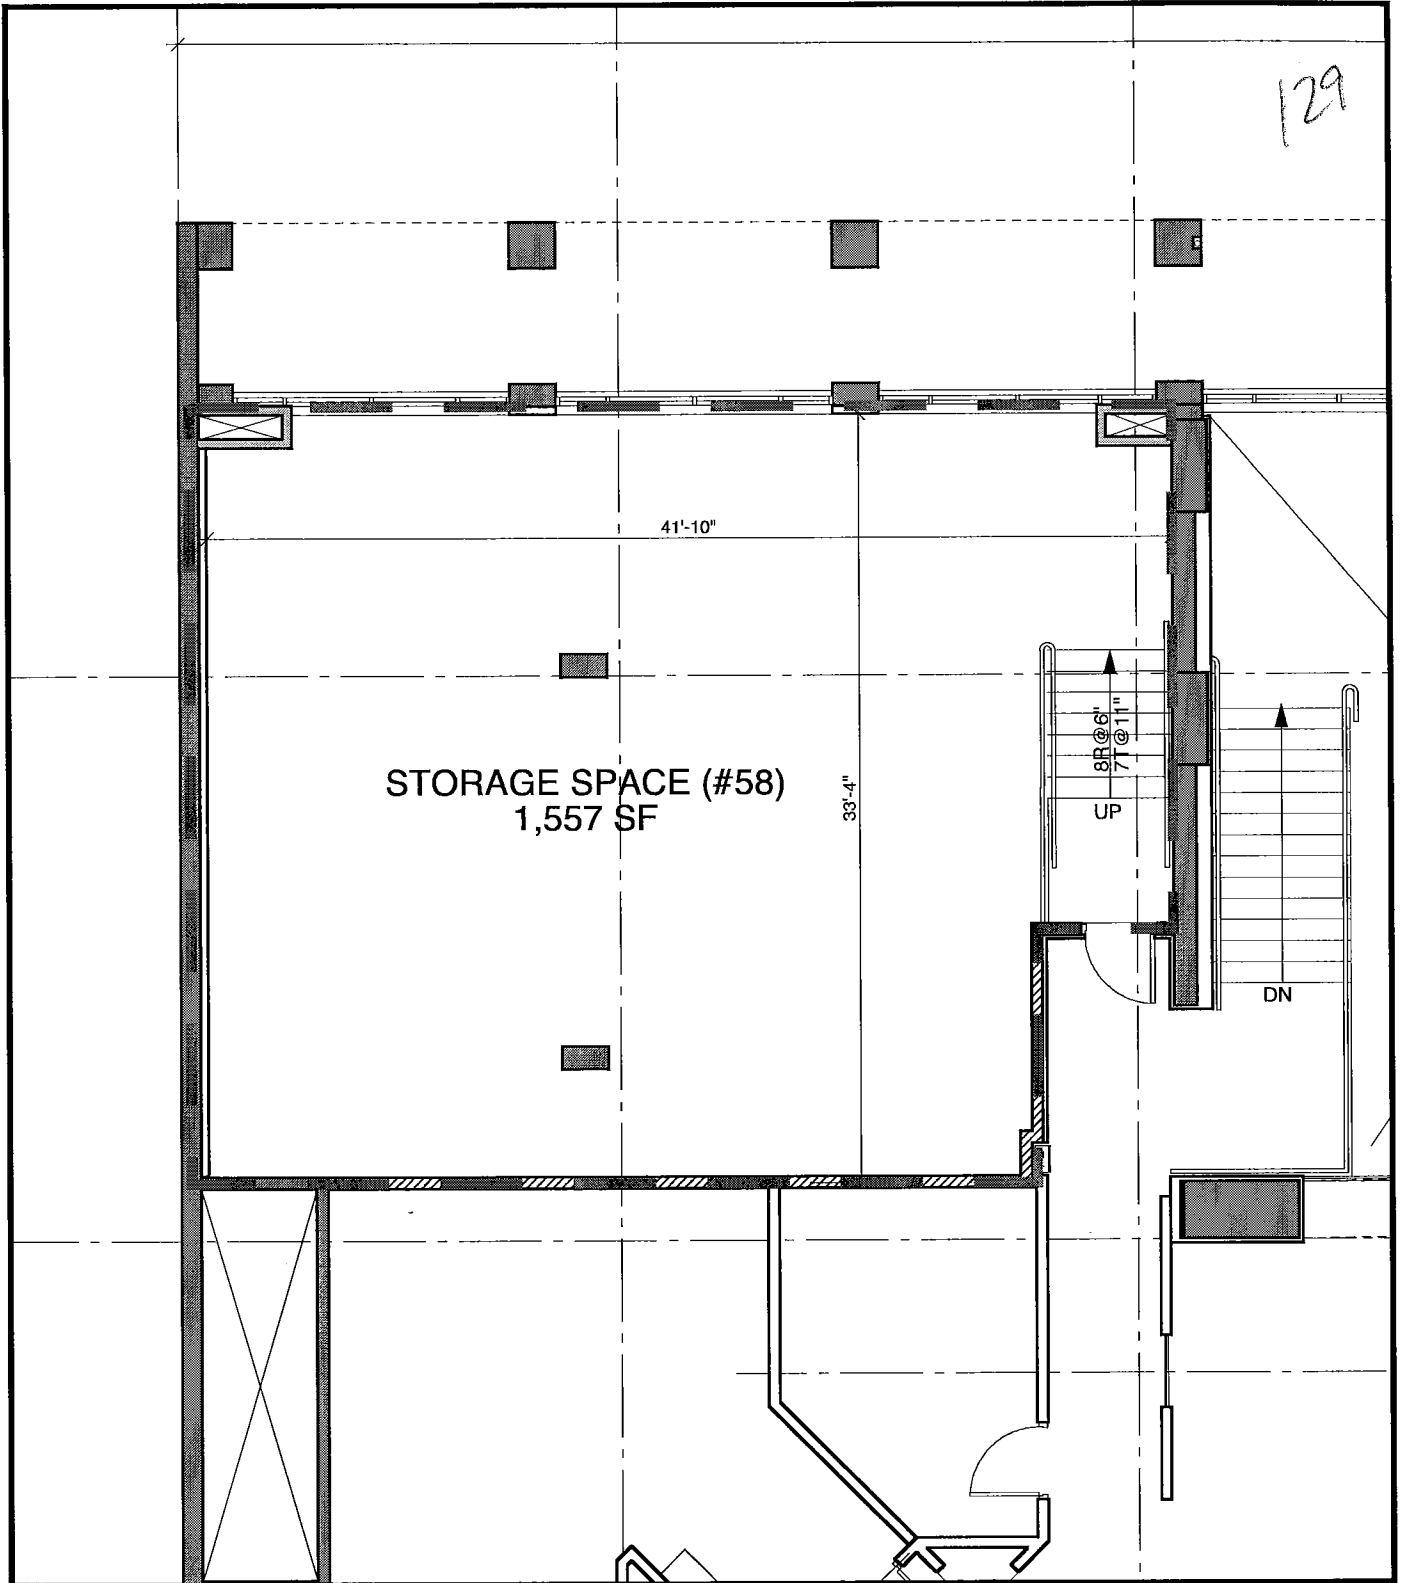 129
41'-10"
STORAGE SPACE (#58)
1,557 SF
33'-4"
8R@6"
7T@11"
UP
DN